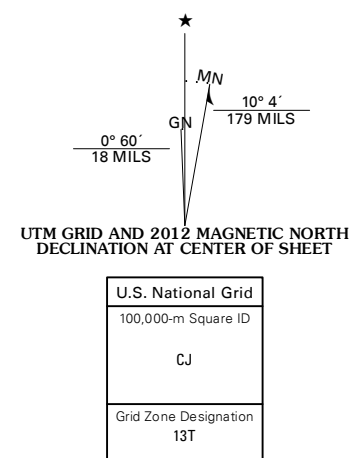 ★
MN
GN
10° 4´
179 MILS
0° 60´
18 MILS
UTM GRID AND 2012 MAGNETIC NORTH
DECLINATION AT CENTER OF SHEET
U.S. National Grid
100,000-m Square ID
CJ
Grid Zone Designation
13T